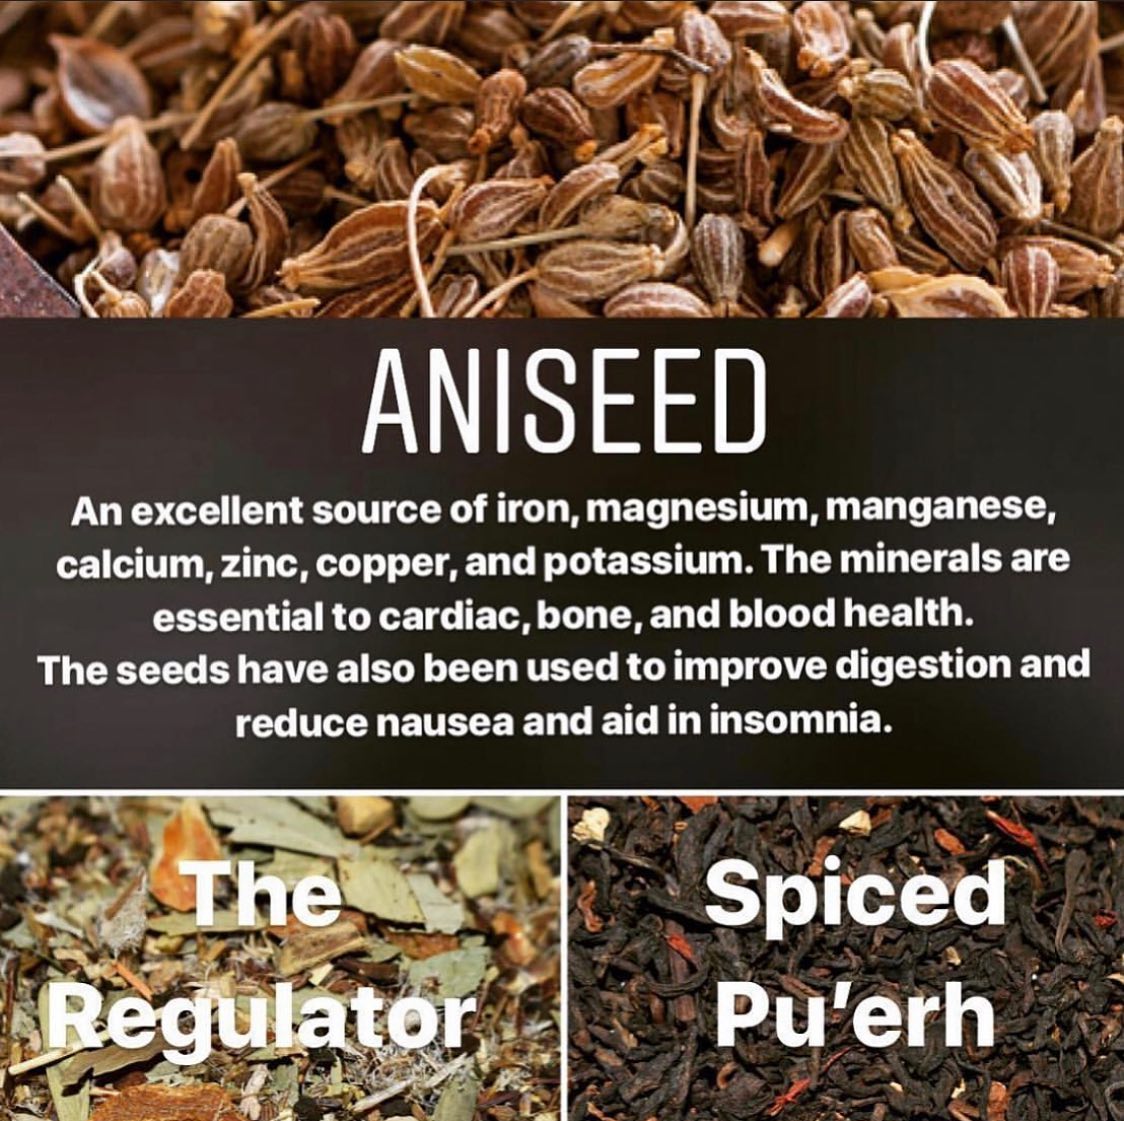 ANISEED
An excellent source of iron, magnesium, manganese,
calcium, zinc, copper, and potassium. The minerals are
essential to cardiac, bone, and blood health.
The seeds have also been used to improve digestion and
reduce nausea and aid in insomnia.
The
Regulator
Spiced
Pu'erh